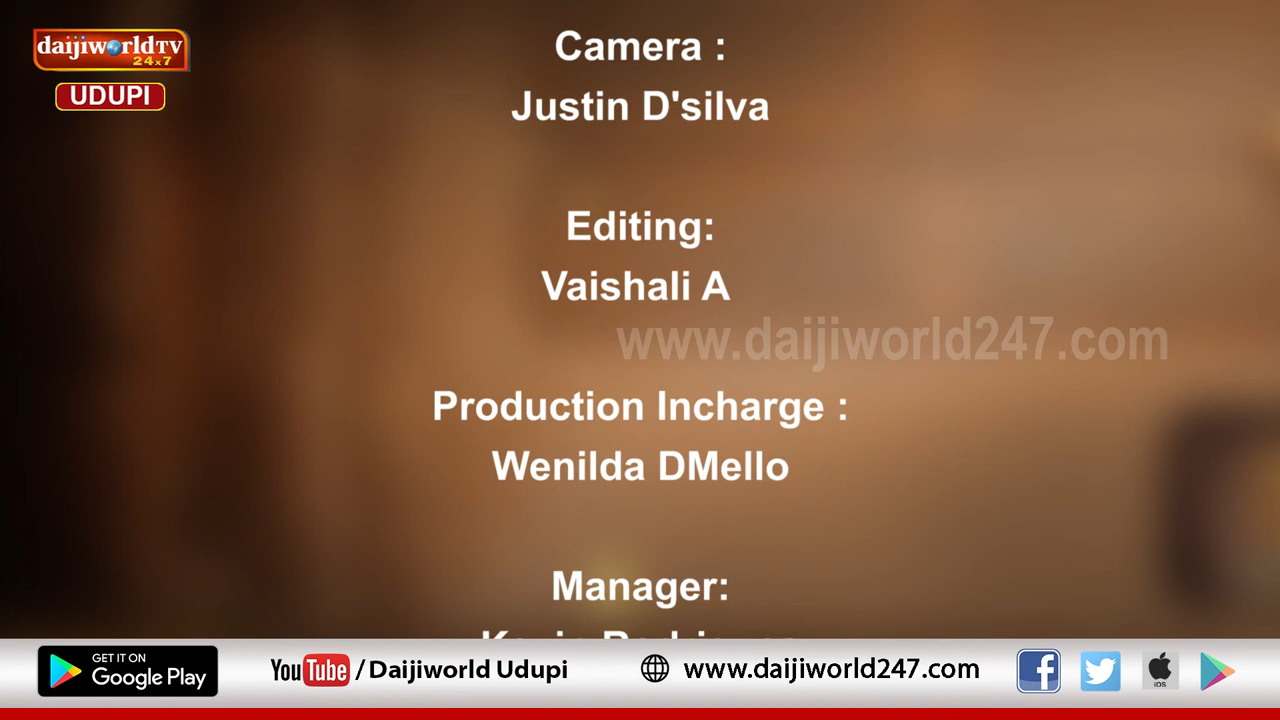 daijiworldTV
24x7
UDUPI
Camera :
Justin D'silva
Editing:
Vaishali A
www.daijiworld247.com
Production Incharge :
Wenilda DMello
Manager:
GET IT ON
Google Play
YouTube / Daijiworld Udupi
www.daijiworld247.com
iOS